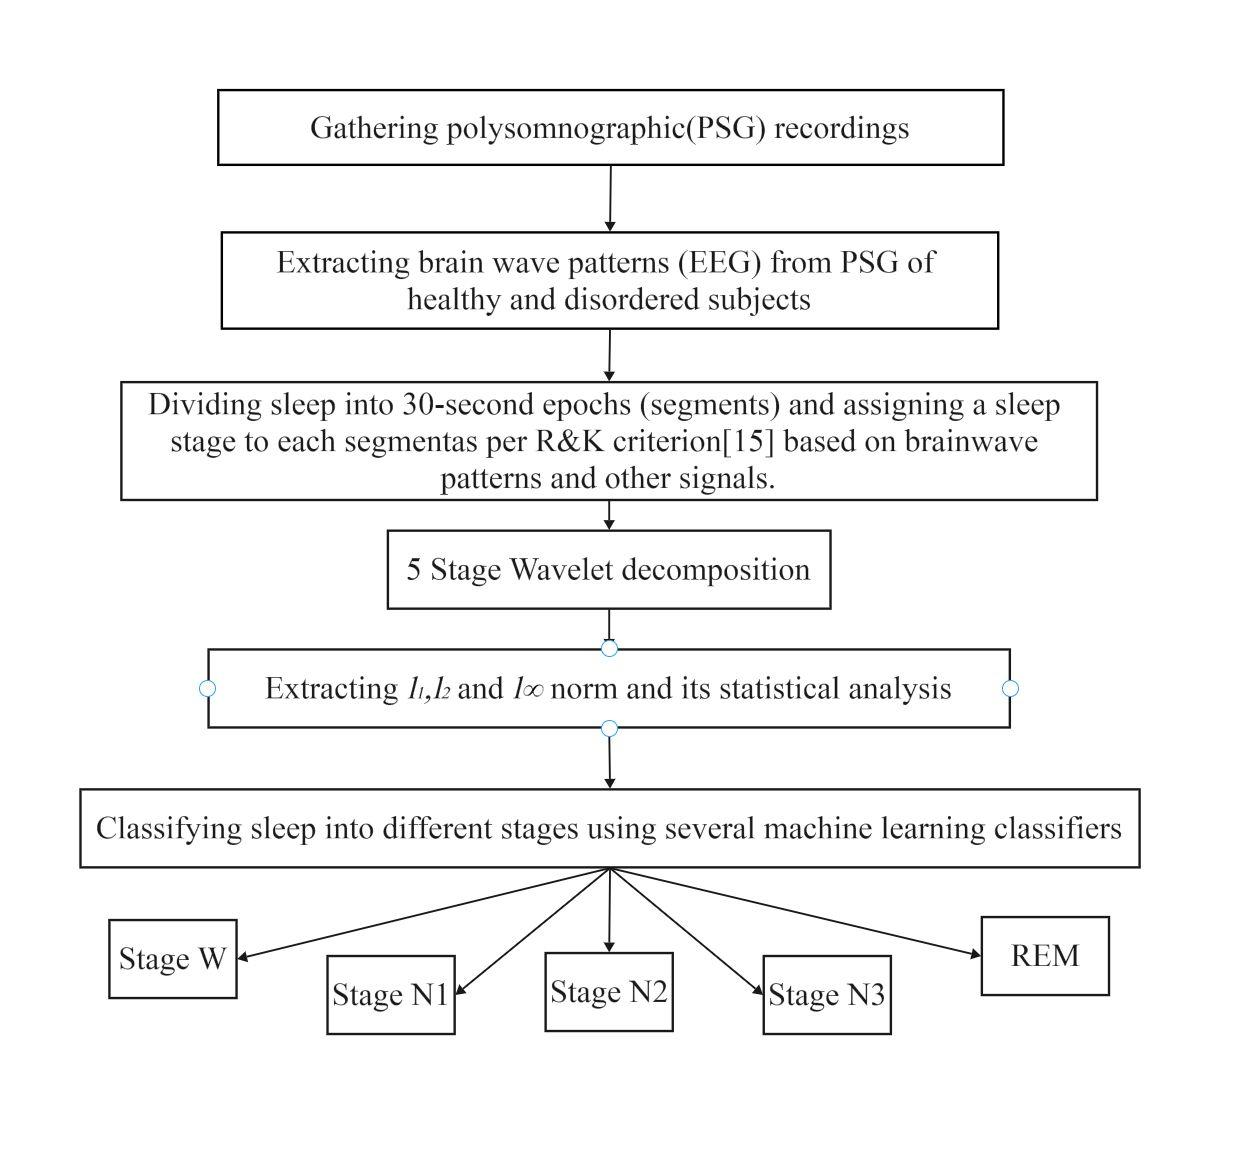 Gathering polysomnographic(PSG) recordings
Extracting brain wave patterns (EEG) from PSG of
healthy and disordered subjects
Dividing sleep into 30-second epochs (segments) and assigning a sleep
stage to each segmentas per R&K criterion[15] based on brainwave
patterns and other signals.
5 Stage Wavelet decomposition
Extracting l₁,l₂ and l∞ norm and its statistical analysis
Classifying sleep into different stages using several machine learning classifiers
Stage W
Stage N1
Stage N2
Stage N3
REM